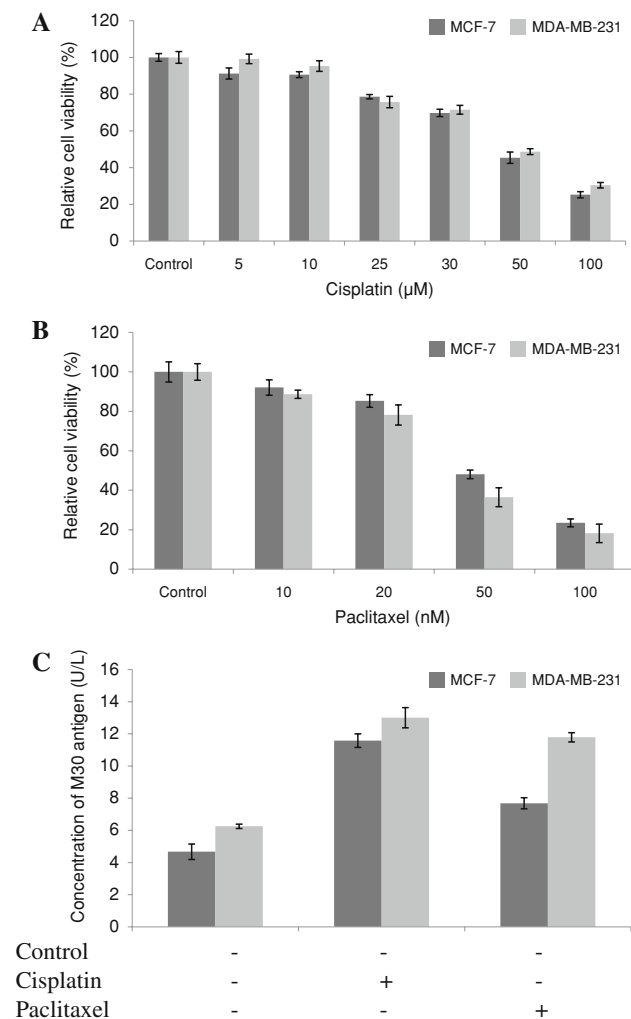 A
MCF-7 MDA-MB-231
Relative cell viability (%)
120
100
80
60
40
20
0
Control 5 10 25 30 50 100
Cisplatin (µM)
B
MCF-7 MDA-MB-231
Relative cell viability (%)
120
100
80
60
40
20
0
Control 10 20 50 100
Paclitaxel (nM)
C
MCF-7 MDA-MB-231
Concentration of M30 antigen (U/L)
16
14
12
10
8
6
4
2
0
Control - - -
Cisplatin - + -
Paclitaxel - - +